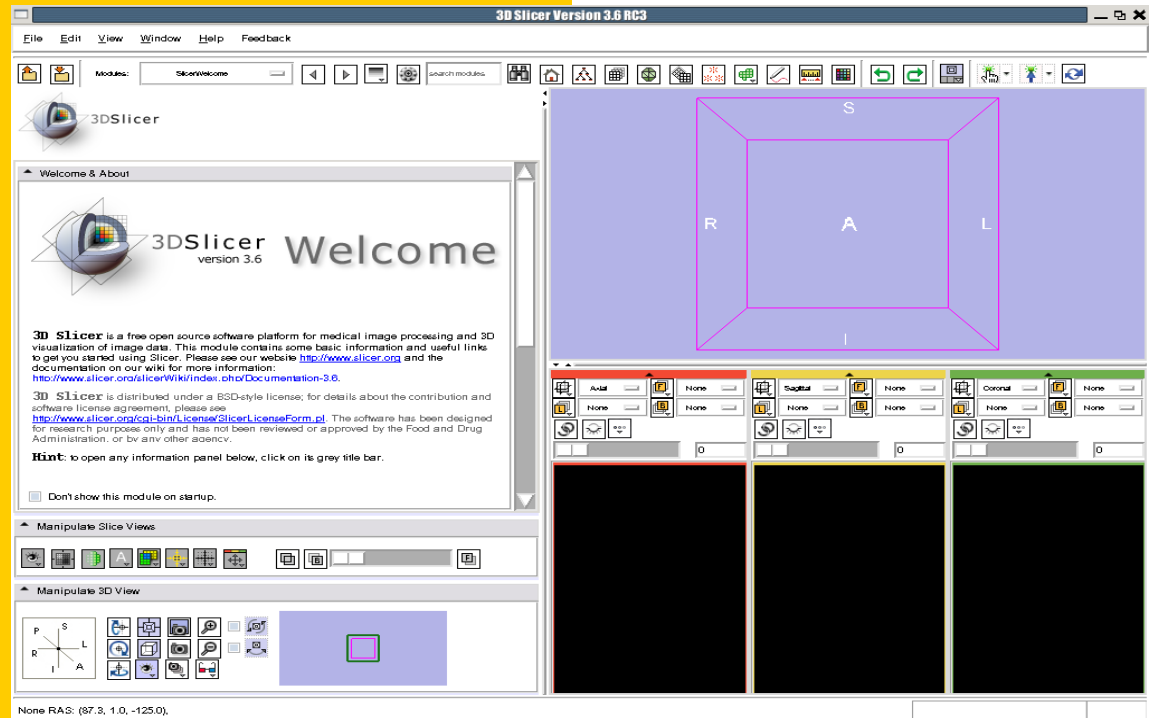 3D Slicer Version 3.6 RC3
File Edit View Window Help Feedback
Modules: SlicerWelcome search modules
3DSlicer
Welcome & About
3DSlicer
version 3.6
Welcome
3D Slicer is a free open source software platform for medical image processing and 3D
visualization of image data. This module contains some basic information and useful links
to get you started using Slicer. Please see our website http://www.slicer.org and the
documentation on our wiki for more information:
http://www.slicer.org/slicerWiki/index.php/Documentation-3.6.
3D Slicer is distributed under a BSD-style license; for details about the contribution and
software license agreement, please see
http://www.slicer.org/cgi-bin/License/SlicerLicenseForm.pl. The software has been designed
for research purposes only and has not been reviewed or approved by the Food and Drug
Administration, or by any other agency.
Hint: to open any information panel below, click on its grey title bar.
Don't show this module on startup.
Manipulate Slice Views
A B F
Manipulate 3D View
P S
R L
I A
S
R A L
I
Axial F None
L None B None
0
Sagittal F None
L None B None
0
Coronal F None
L None B None
0
None RAS: (87.3, 1.0, -125.0),